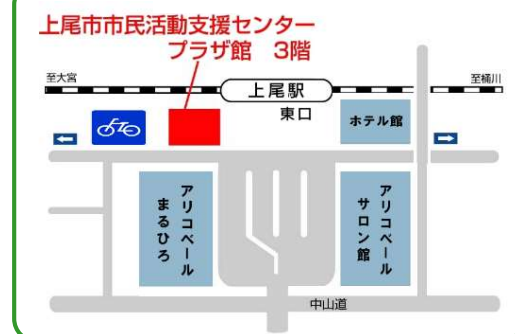 上尾市市民活動支援センター
プラザ館 3階
至大宮
上尾駅
至桶川
東口
ホテル館
アリコベール
まるひろ
アリコベール
サロン館
中山道